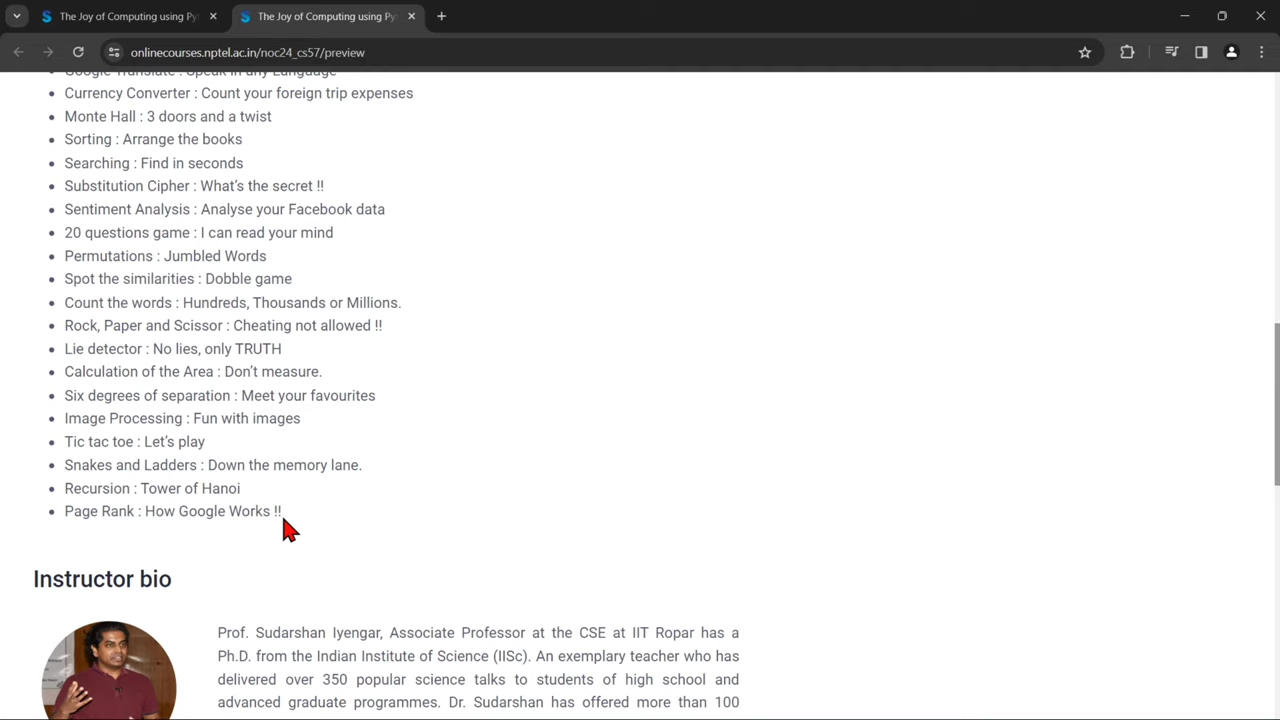 The Joy of Computing using Py
The Joy of Computing using Py
onlinecourses.nptel.ac.in/noc24_cs57/preview
Google Translate : Speak in any Language
Currency Converter : Count your foreign trip expenses
Monte Hall : 3 doors and a twist
Sorting : Arrange the books
Searching : Find in seconds
Substitution Cipher : What’s the secret !!
Sentiment Analysis : Analyse your Facebook data
20 questions game : I can read your mind
Permutations : Jumbled Words
Spot the similarities : Dobble game
Count the words : Hundreds, Thousands or Millions.
Rock, Paper and Scissor : Cheating not allowed !!
Lie detector : No lies, only TRUTH
Calculation of the Area : Don’t measure.
Six degrees of separation : Meet your favourites
Image Processing : Fun with images
Tic tac toe : Let’s play
Snakes and Ladders : Down the memory lane.
Recursion : Tower of Hanoi
Page Rank : How Google Works !!
Instructor bio
Prof. Sudarshan Iyengar, Associate Professor at the CSE at IIT Ropar has a
Ph.D. from the Indian Institute of Science (IISc). An exemplary teacher who has
delivered over 350 popular science talks to students of high school and
advanced graduate programmes. Dr. Sudarshan has offered more than 100